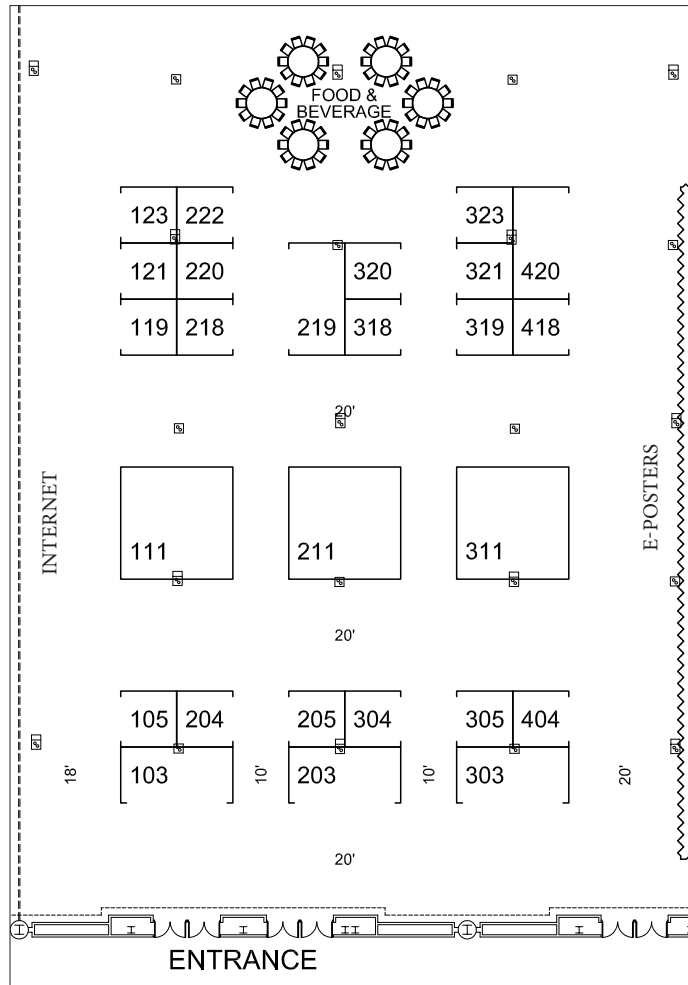 FOOD &
BEVERAGE
123 222 323
121 220 320 321 420
119 218 219 318 319 418
20'
INTERNET
E-POSTERS
111 211 311
20'
105 204 205 304 305 404
103 203 303
18' 10' 10' 20'
20'
ENTRANCE